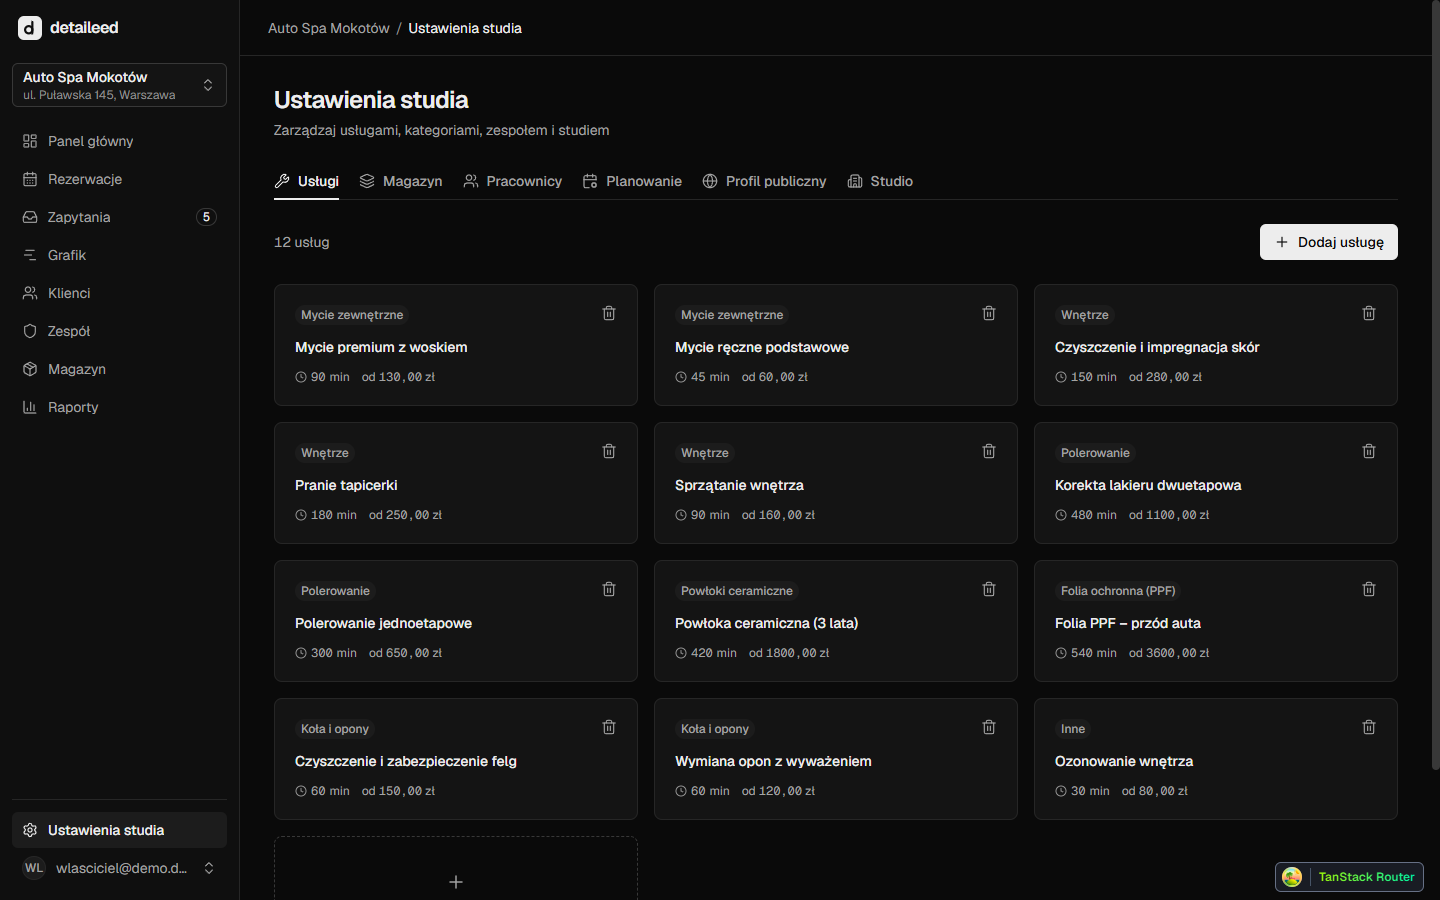 detaileed
Auto Spa Mokotów
ul. Puławska 145, Warszawa
Panel główny
Rezerwacje
Zapytania 5
Grafik
Klienci
Zespół
Magazyn
Raporty
Ustawienia studia
WL wlasciciel@demo.d...
Auto Spa Mokotów / Ustawienia studia
Ustawienia studia
Zarządzaj usługami, kategoriami, zespołem i studiem
Usługi Magazyn Pracownicy Planowanie Profil publiczny Studio
12 usług
Dodaj usługę
Mycie zewnętrzne
Mycie premium z woskiem
90 min od 130,00 zł
Mycie zewnętrzne
Mycie ręczne podstawowe
45 min od 60,00 zł
Wnętrze
Czyszczenie i impregnacja skór
150 min od 280,00 zł
Wnętrze
Pranie tapicerki
180 min od 250,00 zł
Wnętrze
Sprzątanie wnętrza
90 min od 160,00 zł
Polerowanie
Korekta lakieru dwuetapowa
480 min od 1100,00 zł
Polerowanie
Polerowanie jednoetapowe
300 min od 650,00 zł
Powłoki ceramiczne
Powłoka ceramiczna (3 lata)
420 min od 1800,00 zł
Folia ochronna (PPF)
Folia PPF – przód auta
540 min od 3600,00 zł
Koła i opony
Czyszczenie i zabezpieczenie felg
60 min od 150,00 zł
Koła i opony
Wymiana opon z wyważeniem
60 min od 120,00 zł
Inne
Ozonowanie wnętrza
30 min od 80,00 zł
TanStack Router